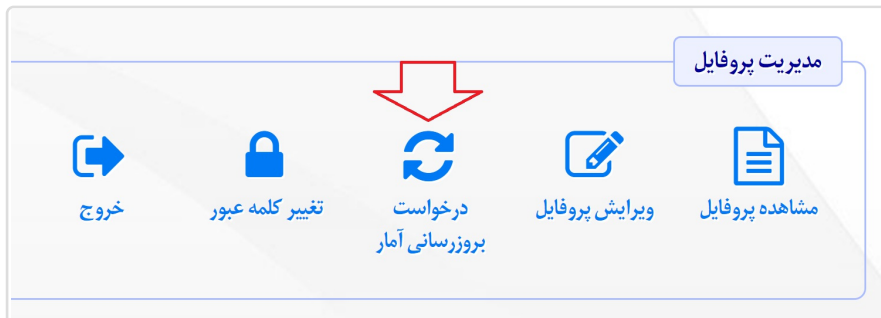 مدیریت پروفایل
مشاهده پروفایل
ویرایش پروفایل
درخواست
بروزرسانی آمار
تغییر کلمه عبور
خروج